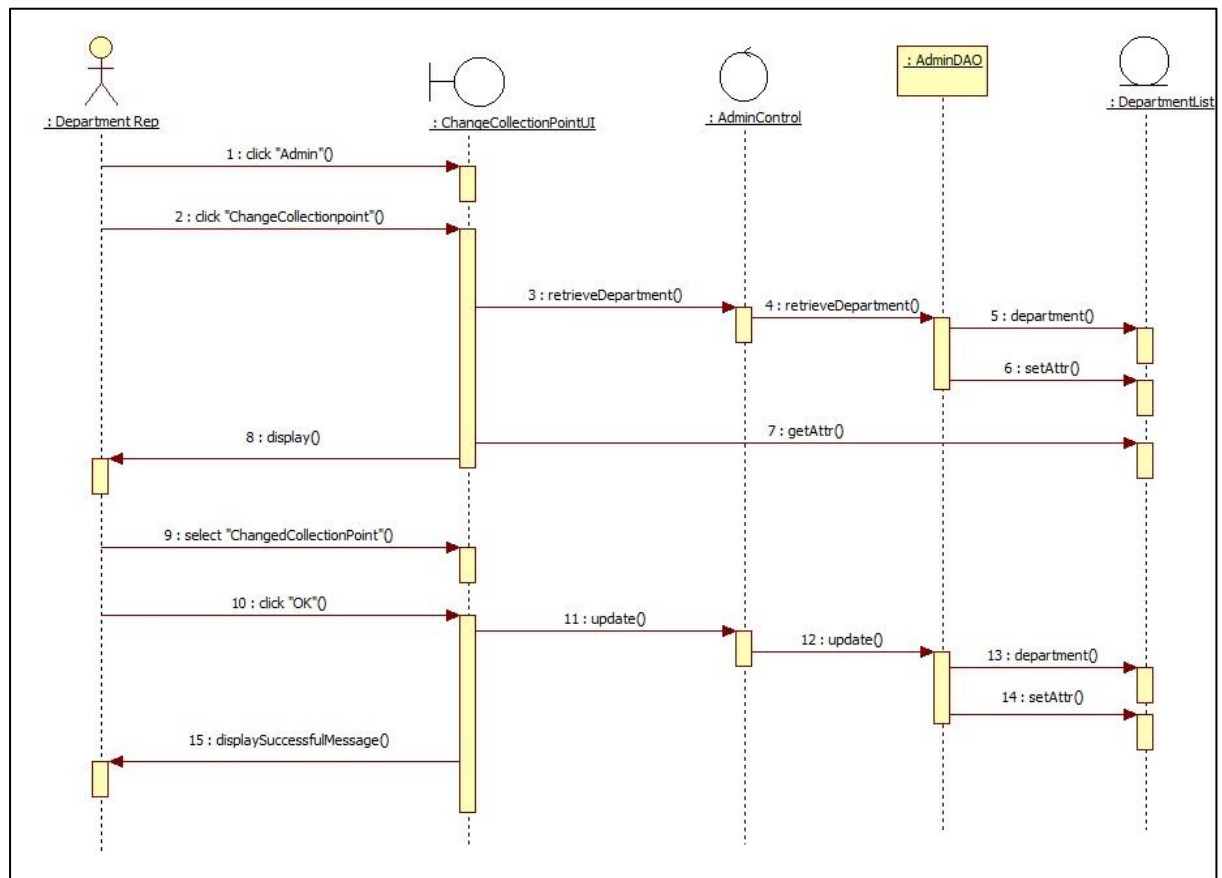 : AdminDAO
: Department Rep
: ChangeCollectionPointUI
: AdminControl
: DepartmentList
1 : click "Admin"()
2 : click "ChangeCollectionpoint"()
3 : retrieveDepartment()
4 : retrieveDepartment()
5 : department()
6 : setAttr()
7 : getAttr()
8 : display()
9 : select "ChangedCollectionPoint"()
10 : click "OK"()
11 : update()
12 : update()
13 : department()
14 : setAttr()
15 : displaySuccessfulMessage()